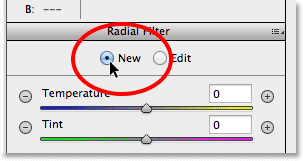 B: ---
Radial Filter
New Edit
Temperature 0
Tint 0